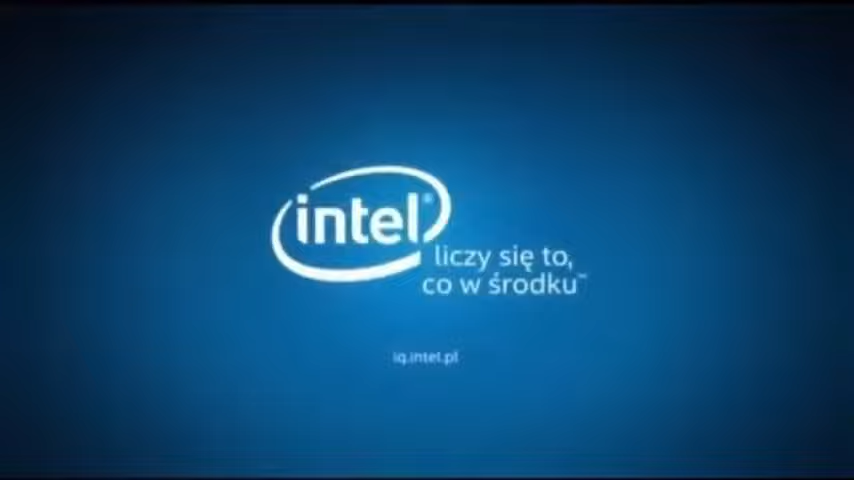 intel®
liczy się to,
co w środku™
iq.intel.pl